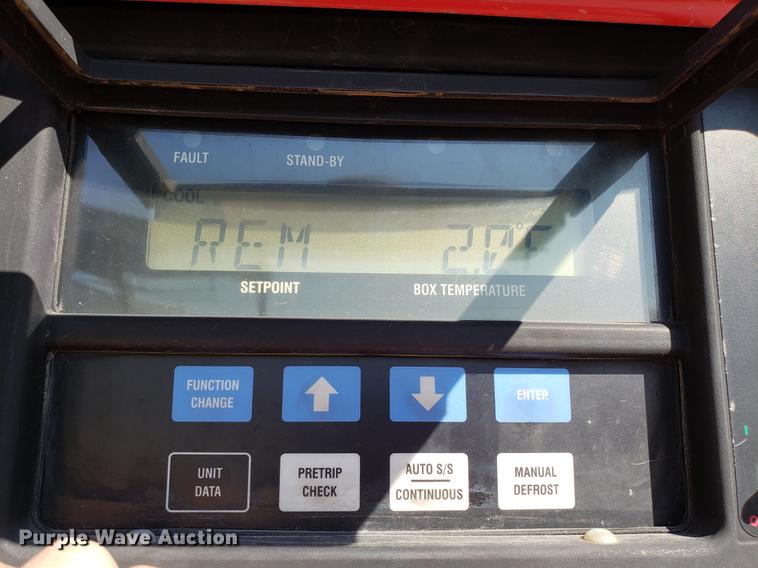 FAULT STAND-BY
COOL
REM 2.0°F
SETPOINT BOX TEMPERATURE
FUNCTION CHANGE
ENTER
UNIT DATA
PRETRIP CHECK
AUTO S/S CONTINUOUS
MANUAL DEFROST
Purple Wave Auction